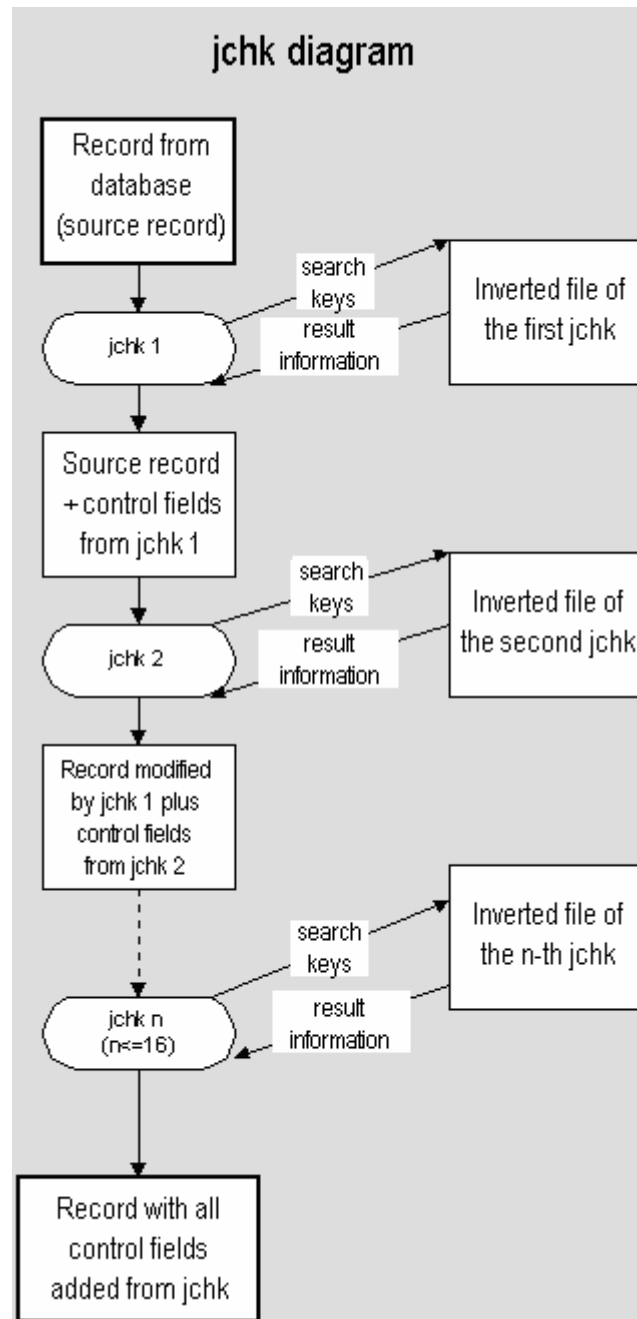 jchk diagram
Record from
database
(source record)
search
keys
Inverted file of
the first jchk
result
information
jchk 1
Source record
+ control fields
from jchk 1
search
keys
Inverted file of
the second jchk
result
information
jchk 2
Record modified
by jchk 1 plus
control fields
from jchk 2
search
keys
Inverted file of
the n-th jchk
result
information
jchk n
(n<=16)
Record with all
control fields
added from jchk